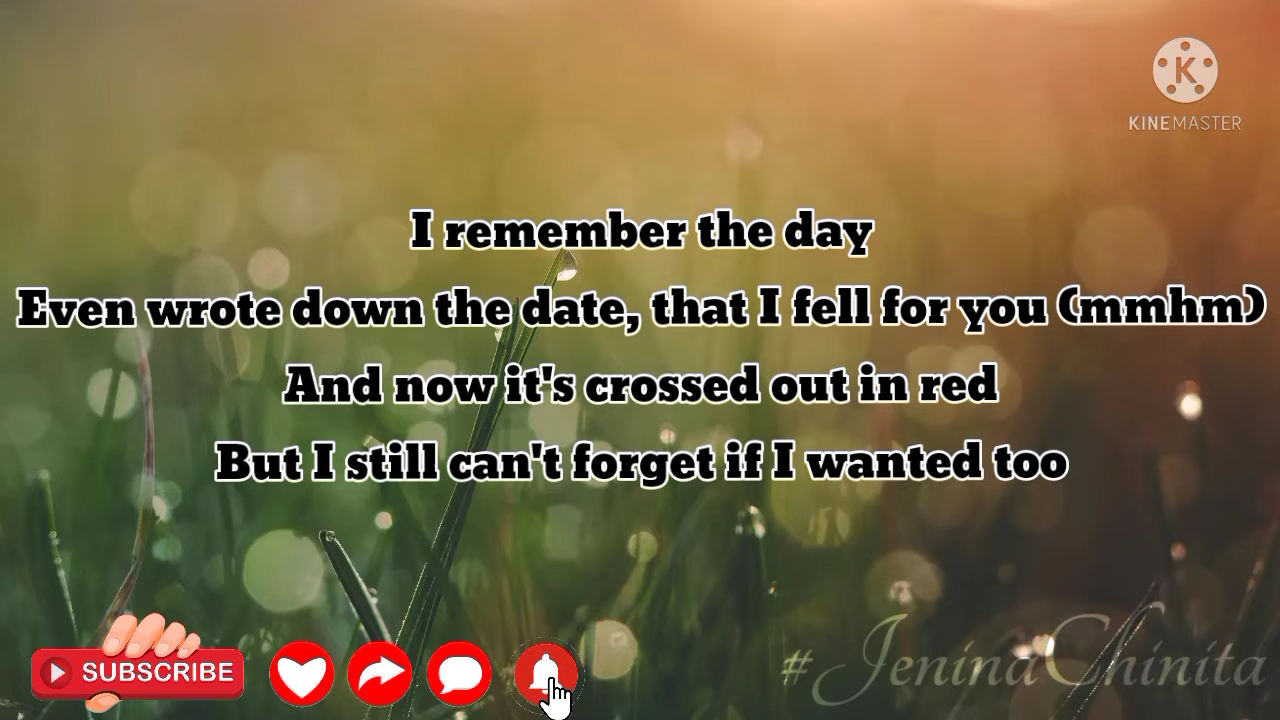 KINEMASTER
I remember the day
Even wrote down the date, that I fell for you (mmhm)
And now it's crossed out in red
But I still can't forget if I wanted too
SUBSCRIBE
#JeninaChinita